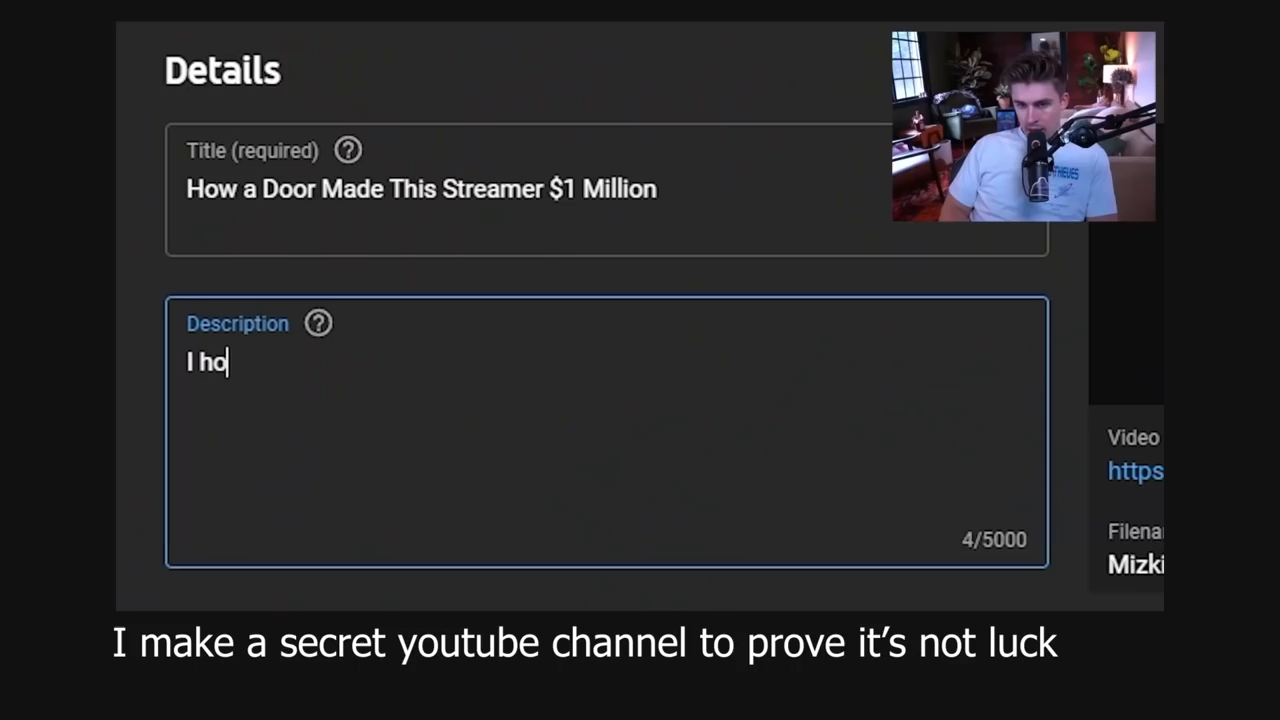 Details
Title (required) ?
How a Door Made This Streamer $1 Million
Description ?
I ho
4/5000
Video
https
Filena
Mizki
I make a secret youtube channel to prove it’s not luck